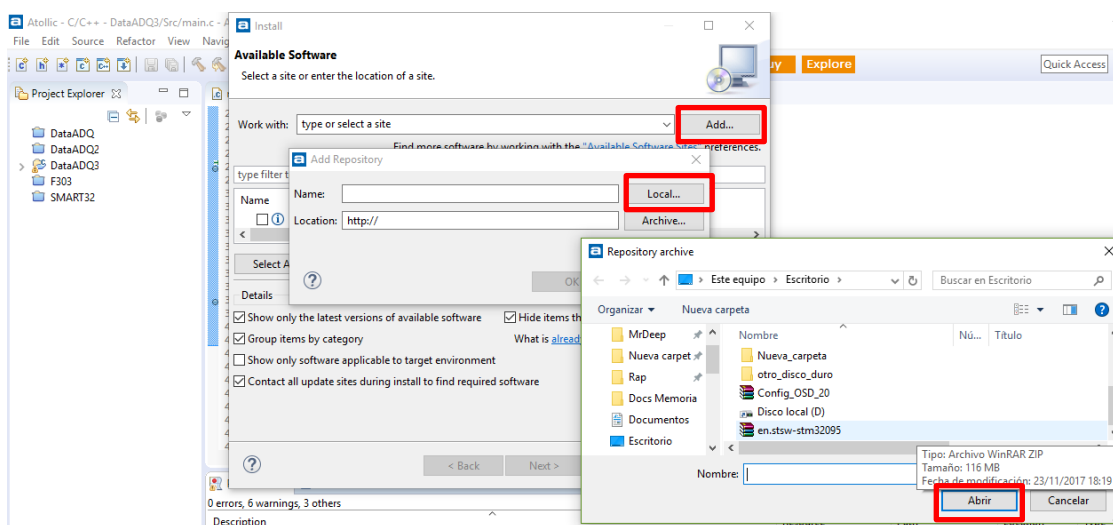 Atollic - C/C++ - DataADQ3/Src/main.c - A
File Edit Source Refactor View Navig
Quick Access
Explore
Project Explorer
DataADQ
DataADQ2
DataADQ3
F303
SMART32
0 errors, 6 warnings, 3 others
Description
Install
Available Software
Select a site or enter the location of a site.
Work with: type or select a site
Add...
Find more software by working with the "Available Software Sites" preferences.
type filter t
Name
Select A
Details
Show only the latest versions of available software
Hide items th
Group items by category
What is alread
Show only software applicable to target environment
Contact all update sites during install to find required software
< Back
Next >
Add Repository
Name:
Local...
Location: http://
Archive...
OK
Repository archive
Este equipo > Escritorio >
Buscar en Escritorio
Organizar
Nueva carpeta
MrDeep
Nueva carpet
Rap
Docs Memoria
Documentos
Escritorio
Nombre
Nú...
Título
Nueva_carpeta
otro_disco_duro
Config_OSD_20
Disco local (D)
en.stsw-stm32095
Tipo: Archivo WinRAR ZIP
Tamaño: 116 MB
Fecha de modificación: 23/11/2017 18:19
Nombre:
Abrir
Cancelar